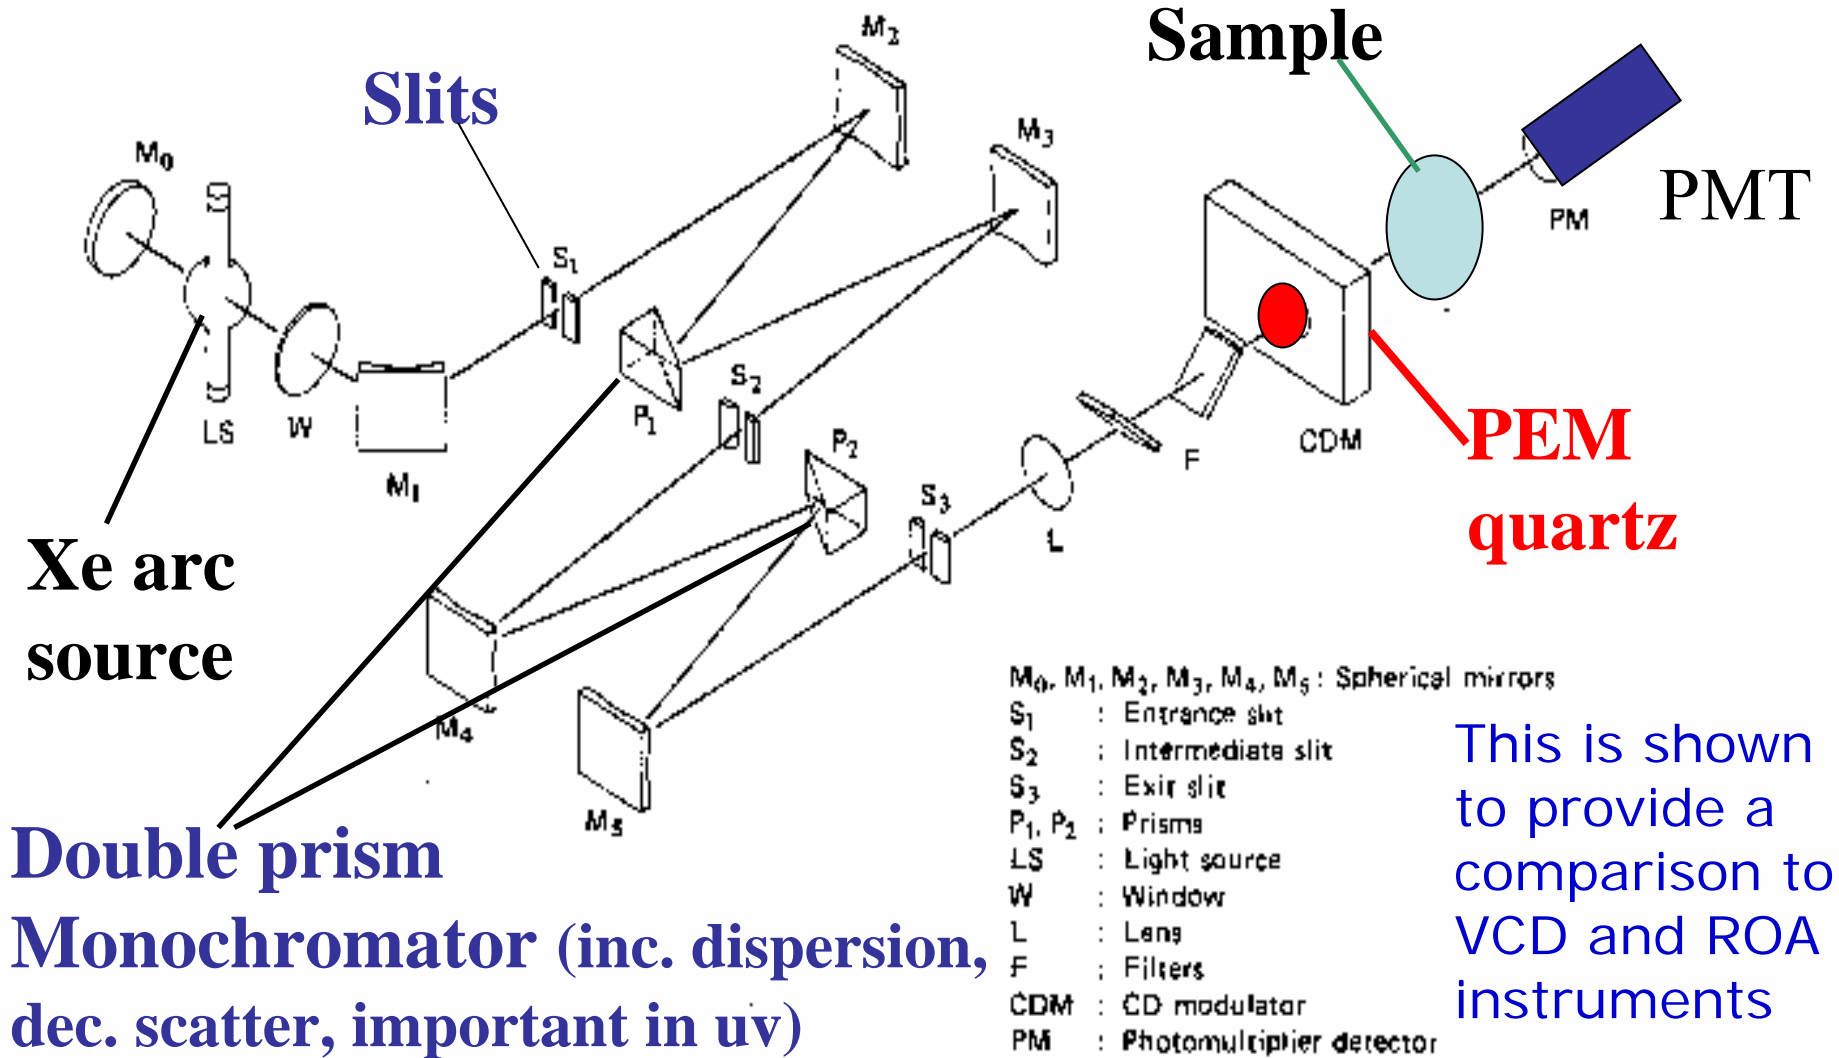 Sample
Slits
M2
M0
M3
PMT
PM
S1
LS
W
M1
P1
S2
P2
S3
L
F
CDM
PEM
quartz
Xe arc
source
M4
M5
M0, M1, M2, M3, M4, M5 : Spherical mirrors
S1 : Entrance slit
S2 : Intermediate slit
S3 : Exit slit
P1, P2 : Prisms
LS : Light source
W : Window
L : Lens
F : Filters
CDM : CD modulator
PM : Photomultiplier detector
Double prism
Monochromator (inc. dispersion,
dec. scatter, important in uv)
This is shown
to provide a
comparison to
VCD and ROA
instruments